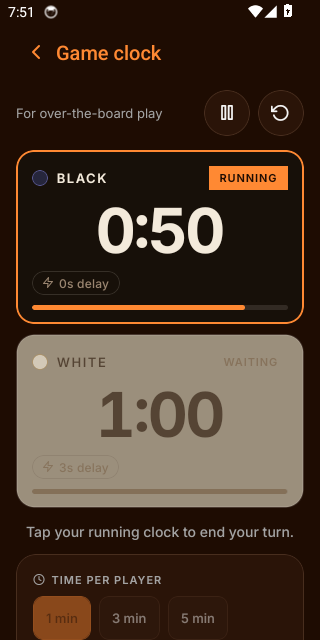 7:51
Game clock
For over-the-board play
BLACK
RUNNING
0:50
0s delay
WHITE
WAITING
1:00
3s delay
Tap your running clock to end your turn.
TIME PER PLAYER
1 min
3 min
5 min